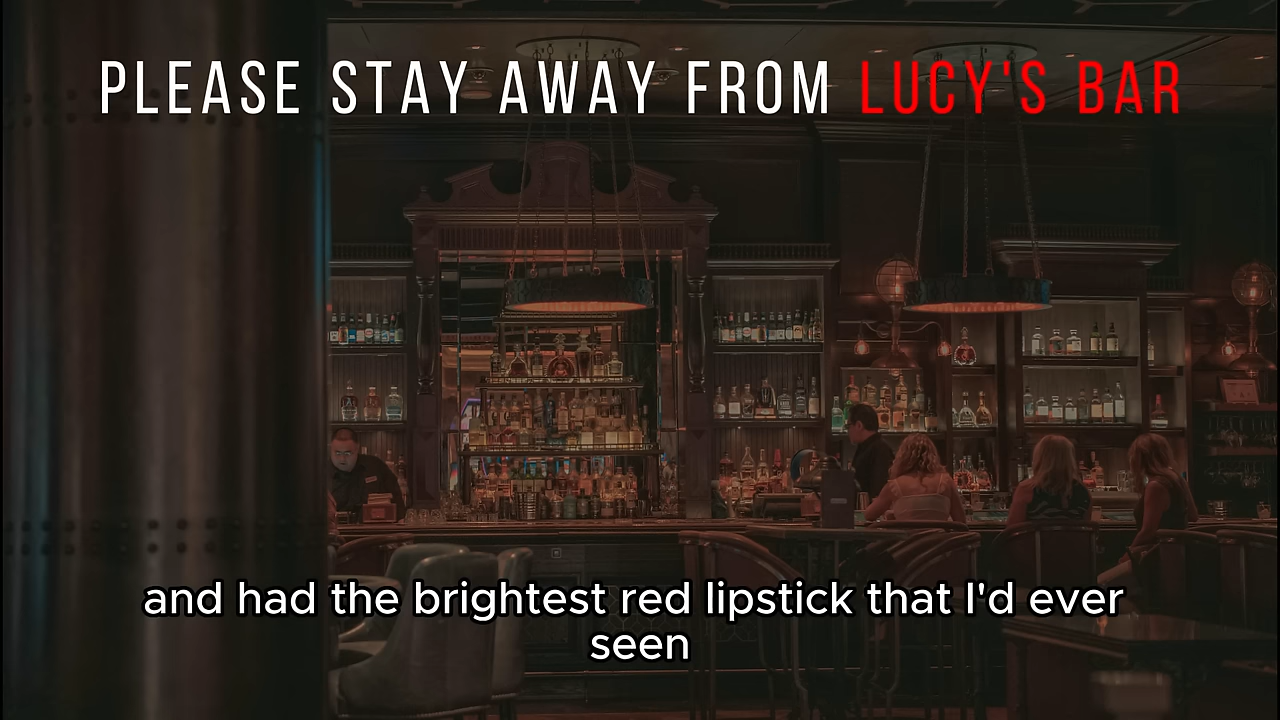 PLEASE STAY AWAY FROM LUCY'S BAR
and had the brightest red lipstick that I'd ever
seen